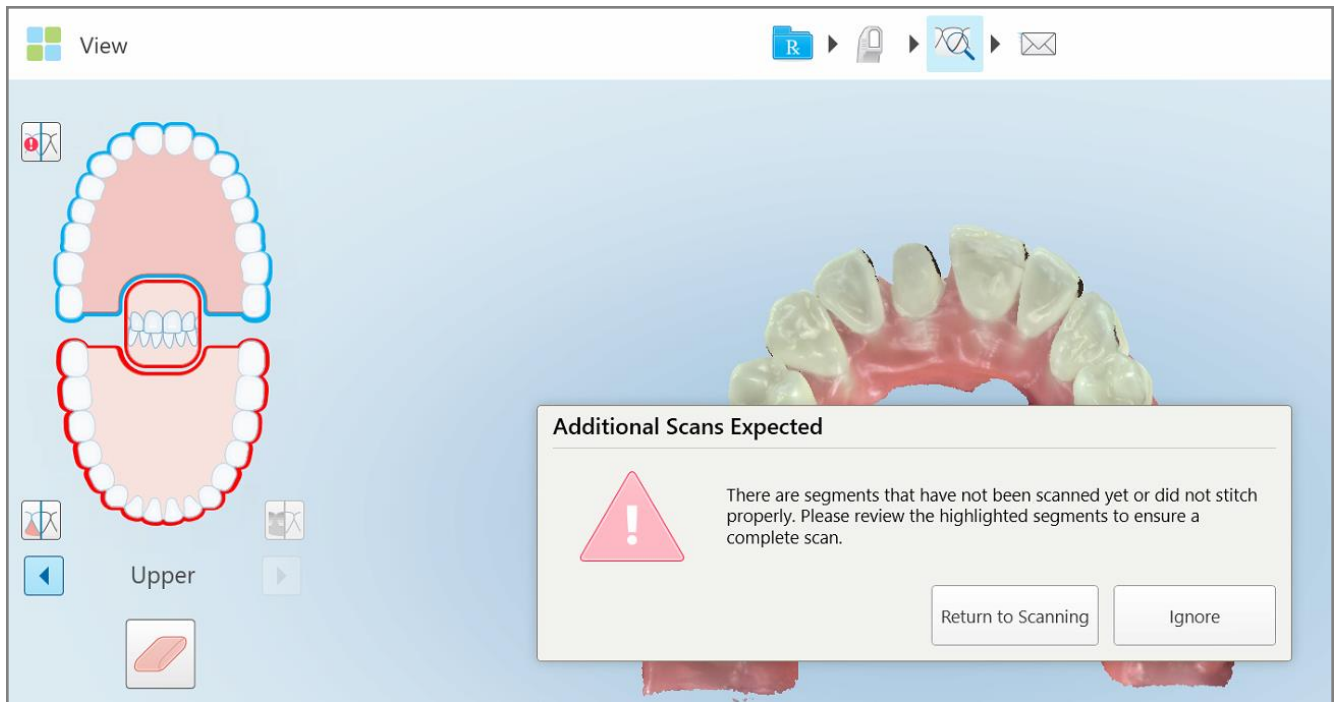 View
R
Additional Scans Expected
There are segments that have not been scanned yet or did not stitch
properly. Please review the highlighted segments to ensure a
complete scan.
Upper
Return to Scanning
Ignore